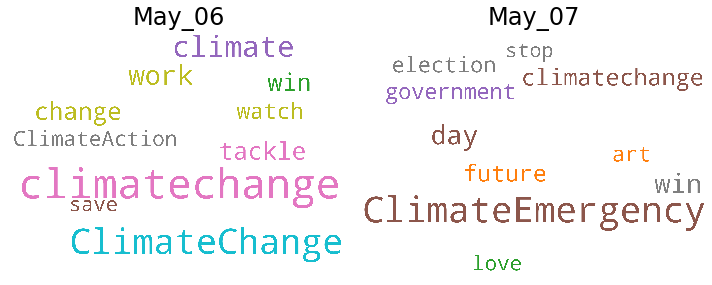 May_06
climate
work
win
change
watch
ClimateAction
tackle
climatechange
save
ClimateChange
May_07
stop
election
climatechange
government
day
art
future
win
ClimateEmergency
love